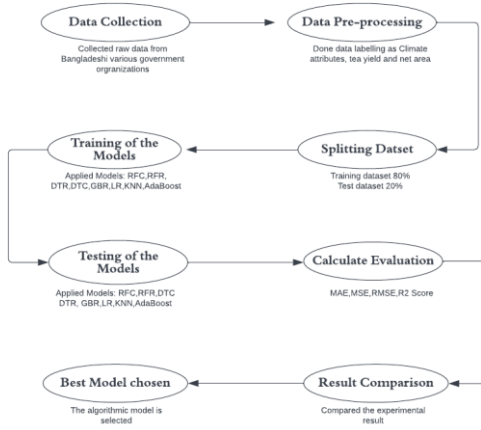 Data Collection
Collected raw data from
Bangladeshi various government
orgranizations
Data Pre-processing
Done data labelling as Climate
attributes, tea yield and net area
Splitting Datset
Training dataset 80%
Test dataset 20%
Training of the
Models
Applied Models: RFC,RFR,
DTR,DTC,GBR,LR,KNN,AdaBoost
Testing of the
Models
Applied Models: RFC,RFR,DTC
DTR, GBR,LR,KNN,AdaBoost
Calculate Evaluation
MAE,MSE,RMSE,R2 Score
Result Comparison
Compared the experimental
result
Best Model chosen
The algorithmic model is
selected